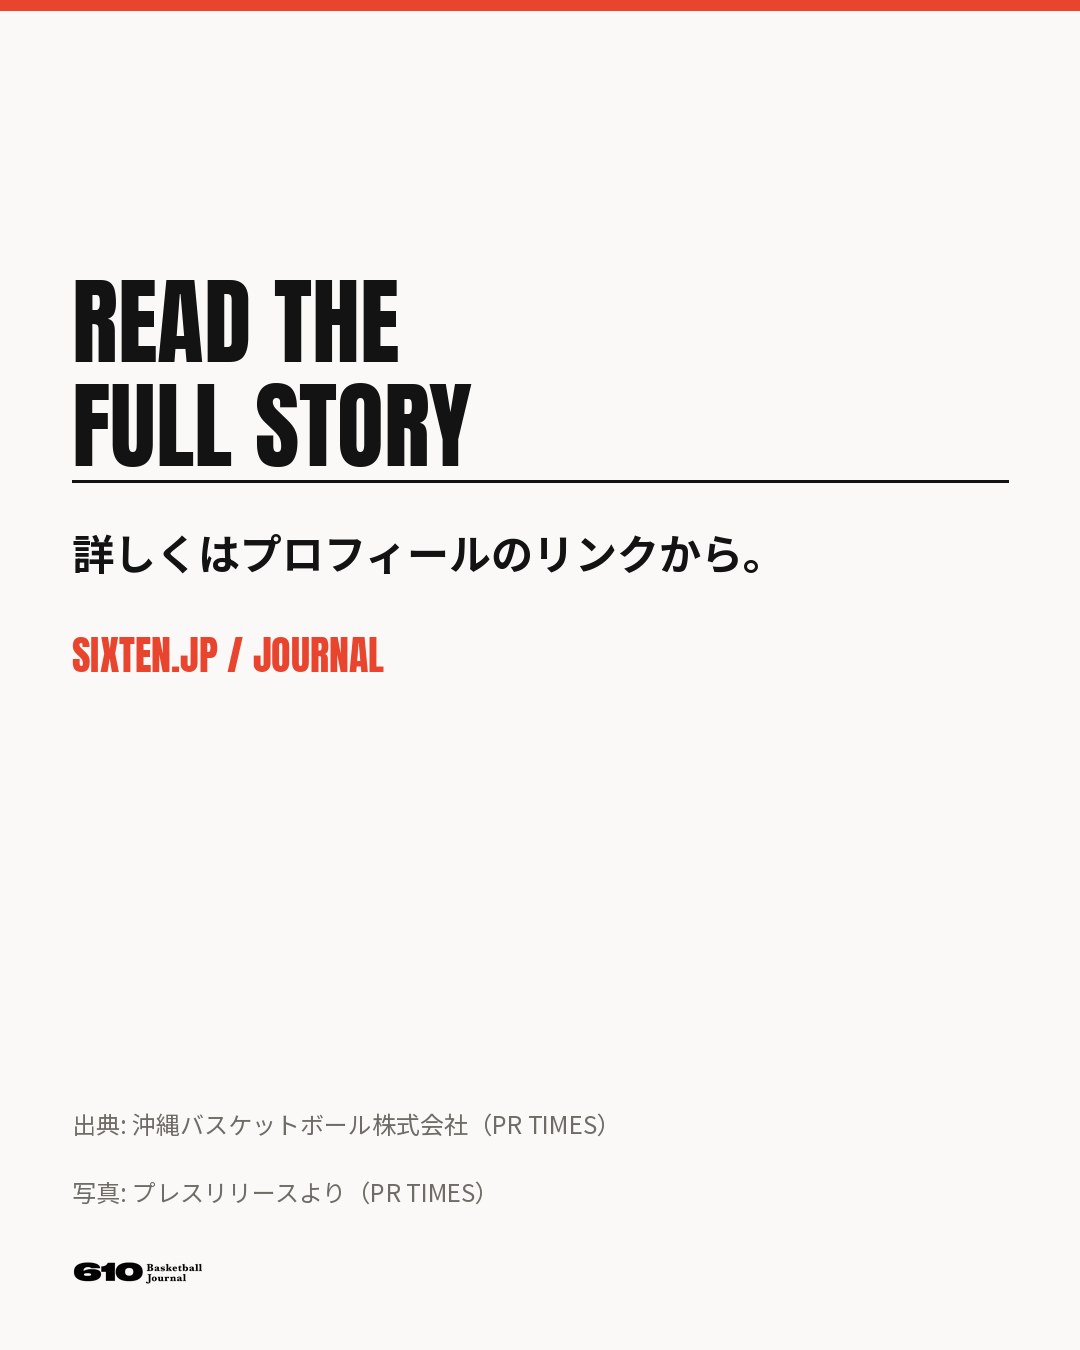 READ THE
FULL STORY
詳しくはプロフィールのリンクから。
SIXTEN.JP / JOURNAL
出典: 沖縄バスケットボール株式会社（PR TIMES）
写真: プレスリリースより（PR TIMES）
610 Basketball
Journal